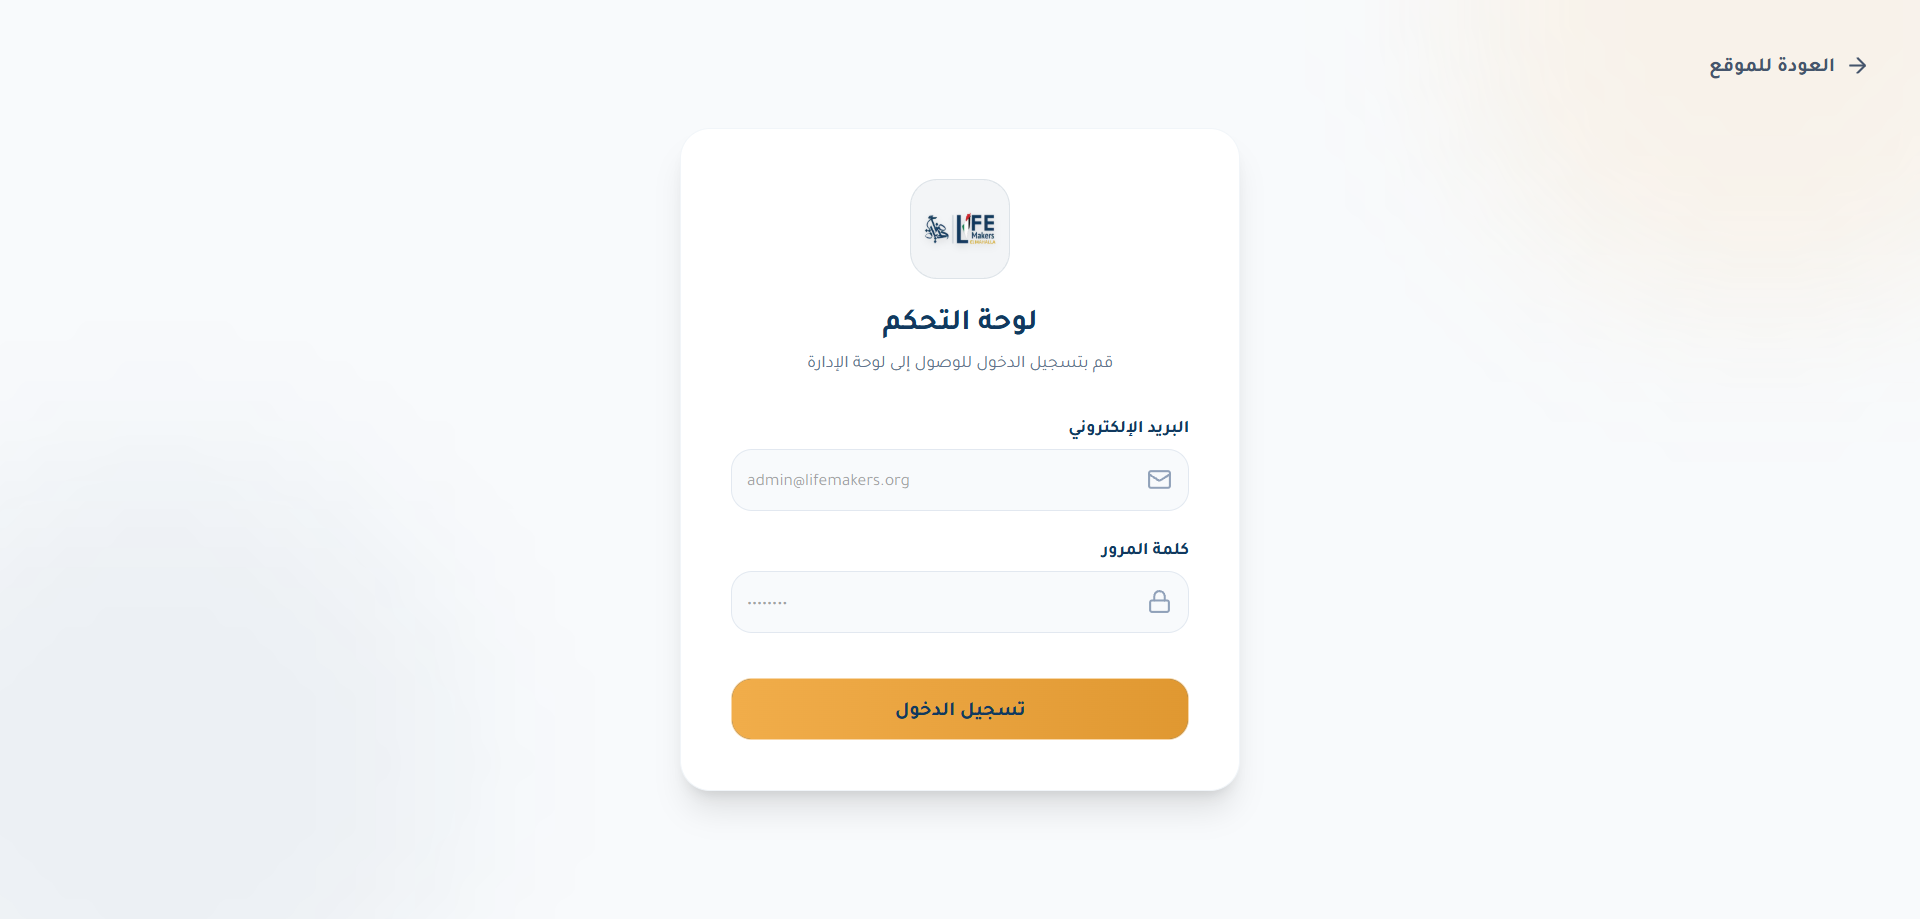 العودة للموقع
LIFE
Makers
لوحة التحكم
قم بتسجيل الدخول للوصول إلى لوحة الإدارة
البريد الإلكتروني
admin@lifemakers.org
كلمة المرور
••••••••
تسجيل الدخول